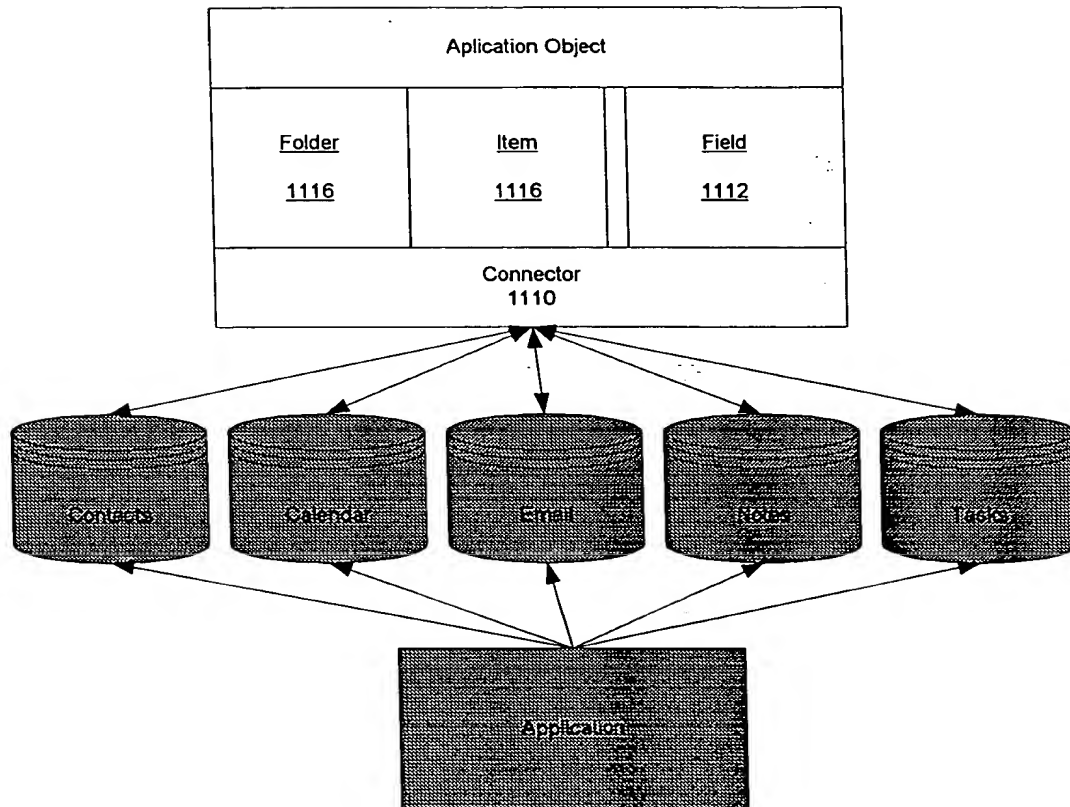 Aplication Object
Folder
1116
Item
1116
Field
1112
Connector
1110
Contacts
Calendar
Email
Notes
Tasks
Application